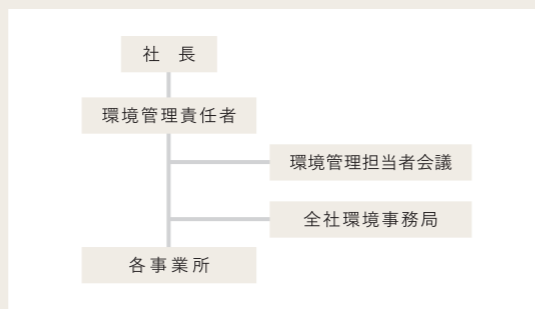 社　長
環境管理責任者
環境管理担当者会議
全社環境事務局
各事業所